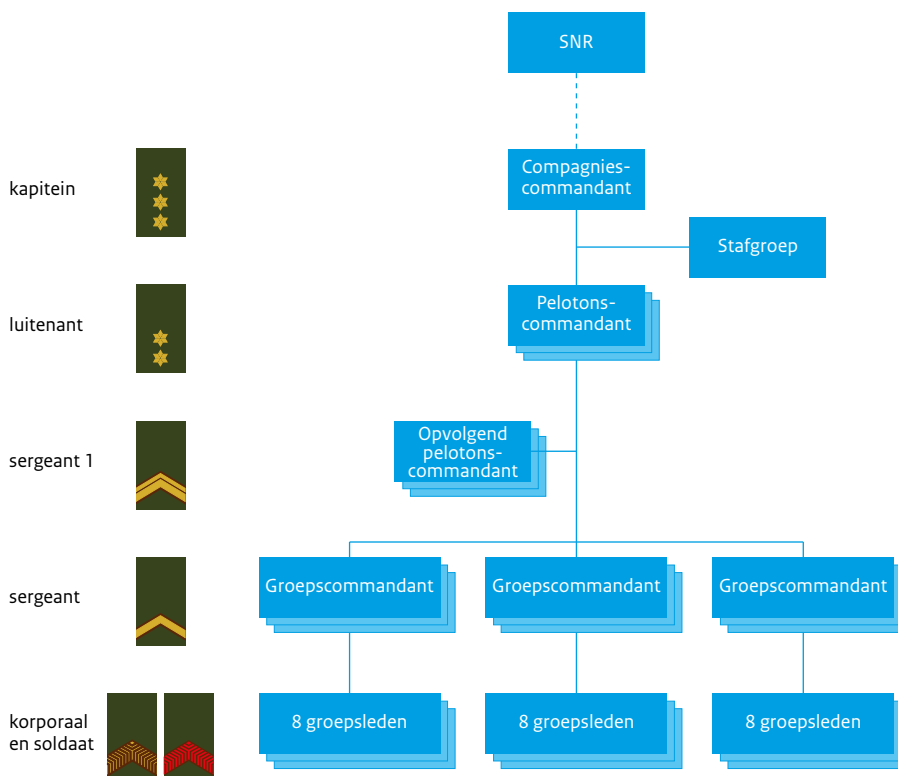 SNR
kapitein
Compagnies-
commandant
Stafgroep
luitenant
Pelotons-
commandant
sergeant 1
Opvolgend
pelotons-
commandant
sergeant
Groepscommandant
Groepscommandant
Groepscommandant
korporaal
en soldaat
8 groepsleden
8 groepsleden
8 groepsleden